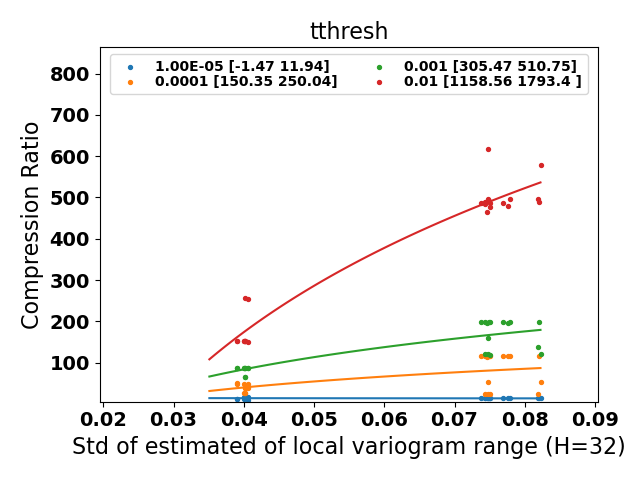 tthresh
1.00E-05 [-1.47 11.94]
0.0001 [150.35 250.04]
0.001 [305.47 510.75]
0.01 [1158.56 1793.4 ]
Compression Ratio
800
700
600
500
400
300
200
100
0.02 0.03 0.04 0.05 0.06 0.07 0.08 0.09
Std of estimated of local variogram range (H=32)